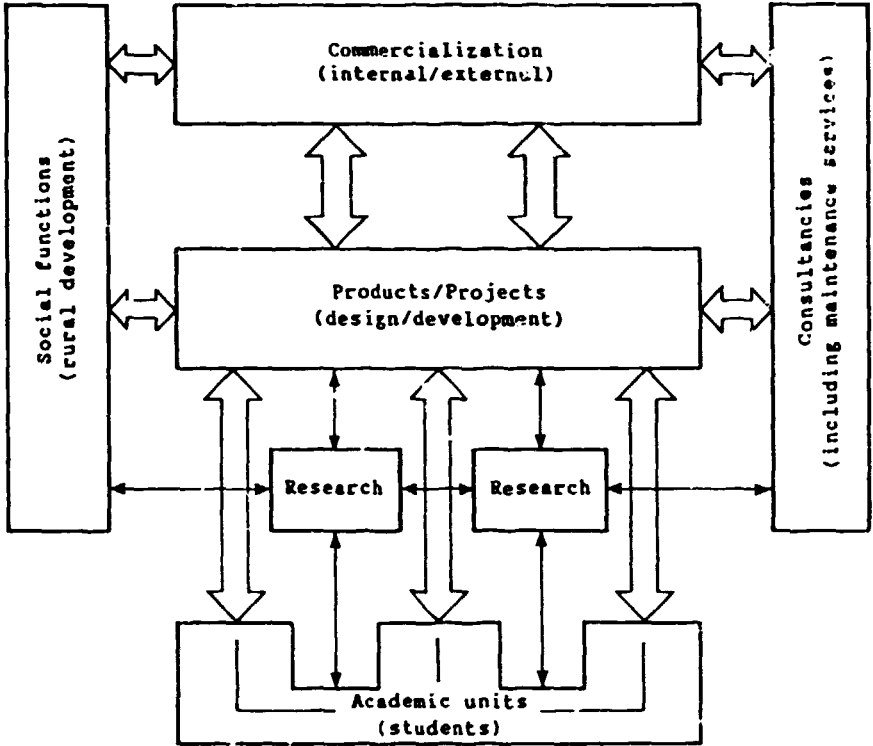 Commercialization
(internal/external)
Social functions
(rural development)
Consultancies
(including maintenance services)
Products/Projects
(design/development)
Research
Research
Academic units
(students)